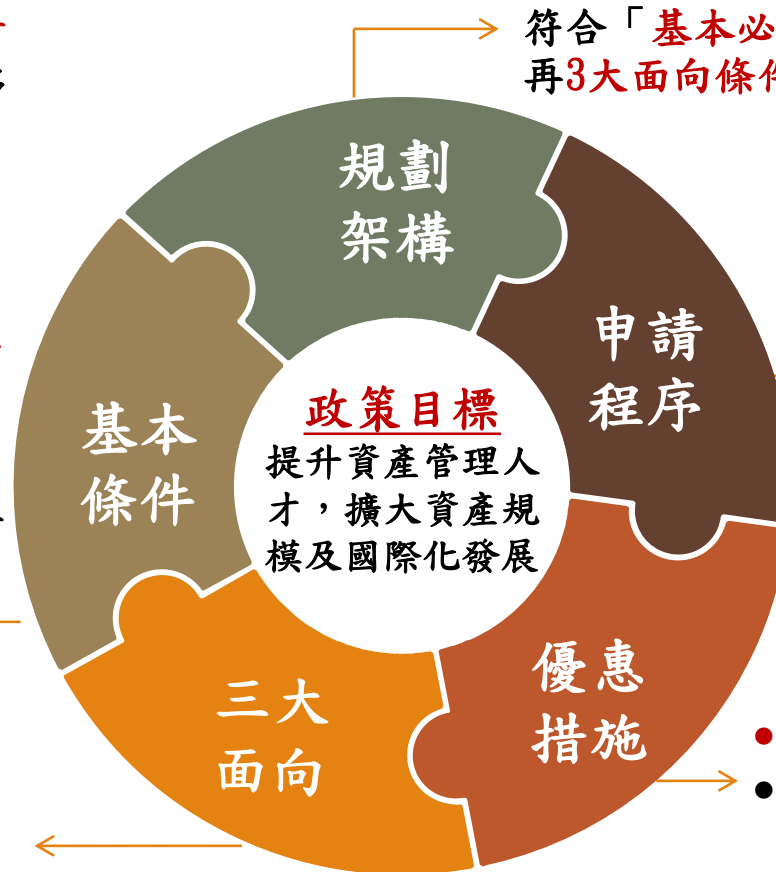 符合「基本必
再3大面向條件
規劃
架構
申請
程序
基本
條件
政策目標
提升資產管理人
才，擴大資產規
模及國際化發展
優惠
措施
三大
面向